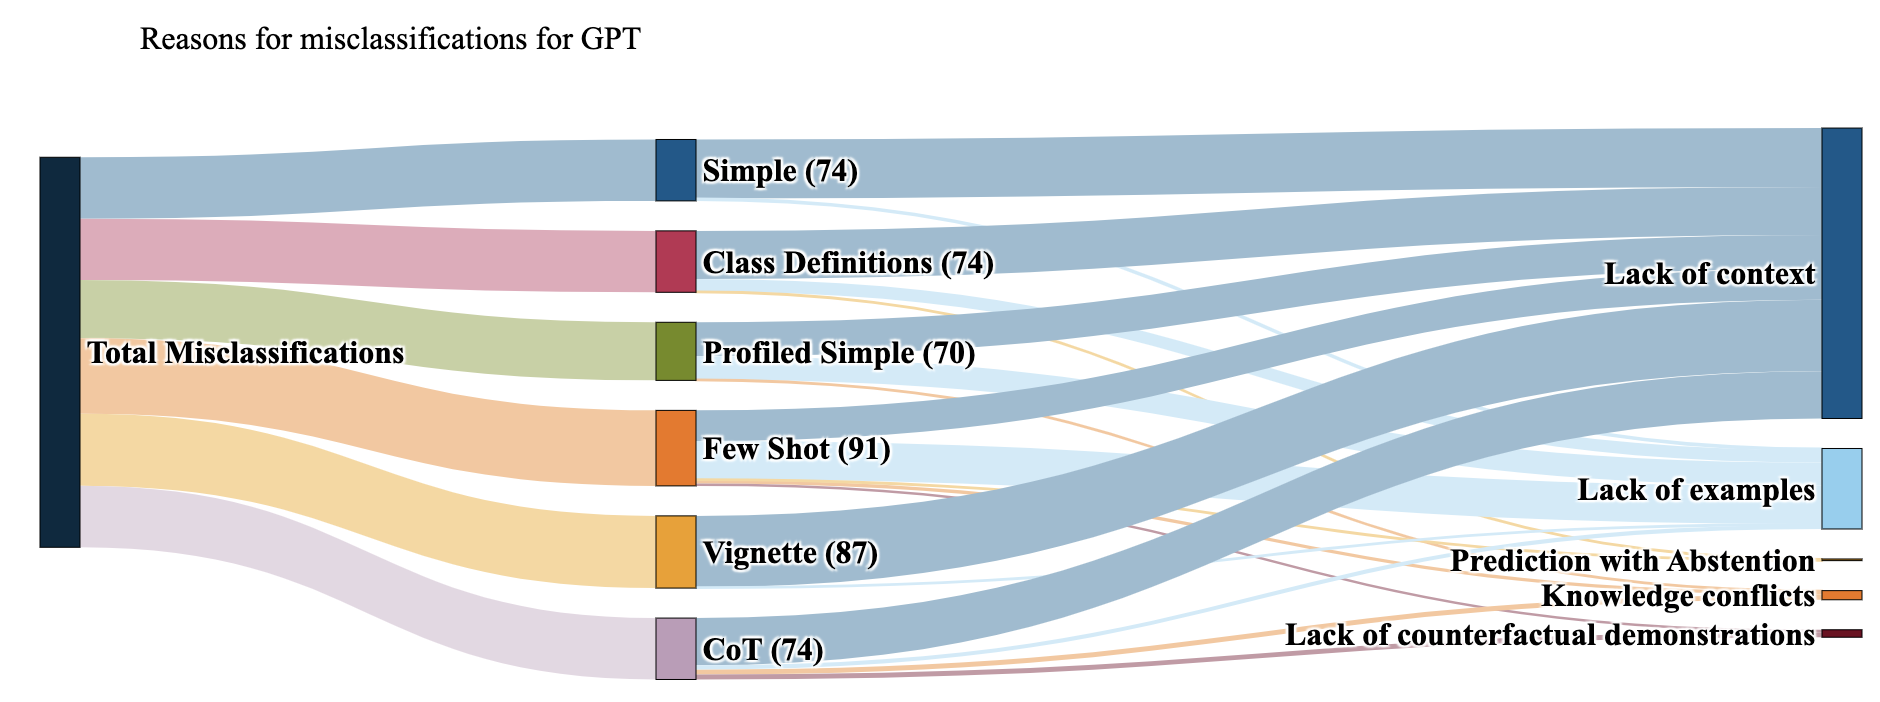 Reasons for misclassifications for GPT
Total Misclassifications
Simple (74)
Class Definitions (74)
Profiled Simple (70)
Few Shot (91)
Vignette (87)
CoT (74)
Lack of context
Lack of examples
Prediction with Abstention
Knowledge conflicts
Lack of counterfactual demonstrations